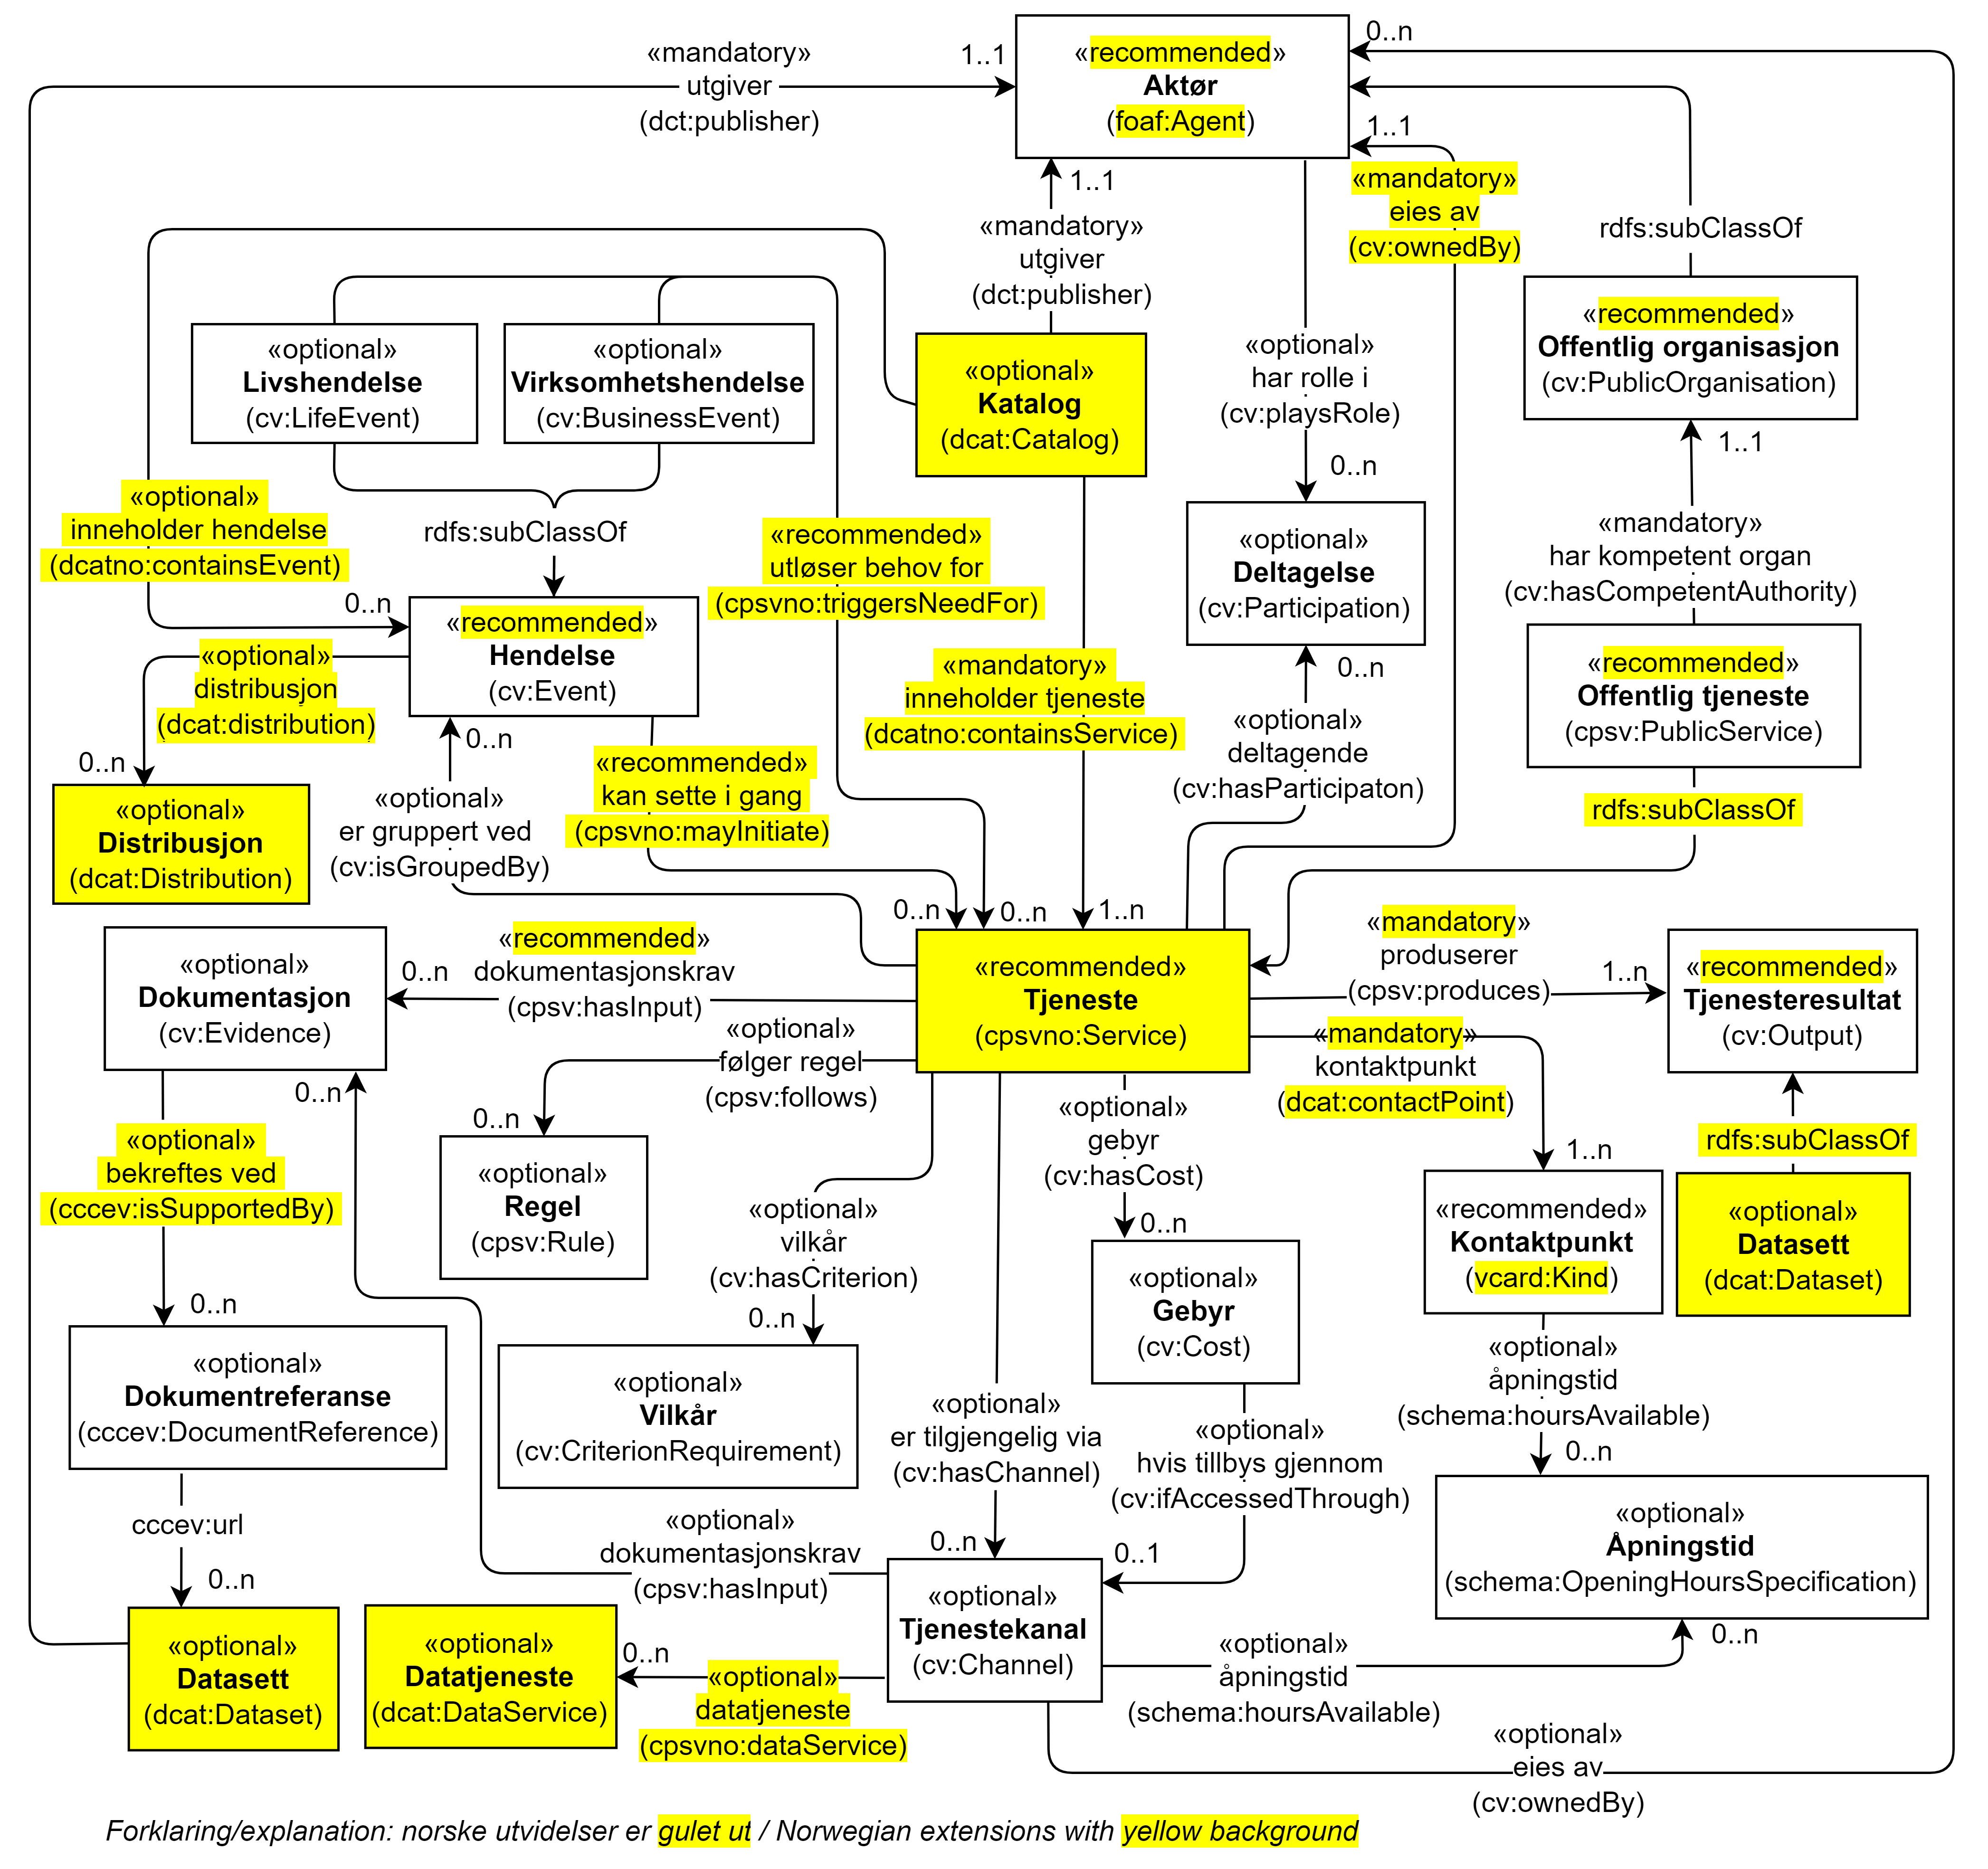 «mandatory»
utgiver
(dct:publisher)
1..1
«recommended»
Aktør
(foaf:Agent)
0..n
1..1
«mandatory»
eies av
(cv:ownedBy)
1..1
«mandatory»
utgiver
(dct:publisher)
rdfs:subClassOf
«optional»
Livshendelse
(cv:LifeEvent)
«optional»
Virksomhetshendelse
(cv:BusinessEvent)
«optional»
Katalog
(dcat:Catalog)
«optional»
har rolle i
(cv:playsRole)
0..n
«recommended»
Offentlig organisasjon
(cv:PublicOrganisation)
1..1
«optional»
inneholder hendelse
(dcatno:containsEvent)
0..n
rdfs:subClassOf
«recommended»
utløser behov for
(cpsvno:triggersNeedFor)
«optional»
Deltagelse
(cv:Participation)
0..n
«mandatory»
har kompetent organ
(cv:hasCompetentAuthority)
«recommended»
Hendelse
(cv:Event)
«optional»
distribusjon
(dcat:distribution)
0..n
«mandatory»
inneholder tjeneste
(dcatno:containsService)
«optional»
deltagende
(cv:hasParticipaton)
«recommended»
Offentlig tjeneste
(cpsv:PublicService)
rdfs:subClassOf
«optional»
Distribusjon
(dcat:Distribution)
0..n
«optional»
er gruppert ved
(cv:isGroupedBy)
«recommended»
kan sette i gang
(cpsvno:mayInitiate)
0..n
0..n
1..n
«optional»
Dokumentasjon
(cv:Evidence)
0..n
«recommended»
dokumentasjonskrav
(cpsv:hasInput)
«recommended»
Tjeneste
(cpsvno:Service)
«mandatory»
produserer
(cpsv:produces)
1..n
«recommended»
Tjenesteresultat
(cv:Output)
«optional»
følger regel
(cpsv:follows)
0..n
«mandatory»
kontaktpunkt
(dcat:contactPoint)
1..n
0..n
«optional»
bekreftes ved
(cccev:isSupportedBy)
0..n
«optional»
Regel
(cpsv:Rule)
«optional»
vilkår
(cv:hasCriterion)
0..n
«optional»
gebyr
(cv:hasCost)
0..n
rdfs:subClassOf
«recommended»
Kontaktpunkt
(vcard:Kind)
«optional»
Datasett
(dcat:Dataset)
«optional»
Dokumentreferanse
(cccev:DocumentReference)
«optional»
Vilkår
(cv:CriterionRequirement)
«optional»
Gebyr
(cv:Cost)
«optional»
åpningstid
(schema:hoursAvailable)
0..n
«optional»
er tilgjengelig via
(cv:hasChannel)
0..n
«optional»
hvis tillbys gjennom
(cv:ifAccessedThrough)
0..1
cccev:url
0..n
«optional»
dokumentasjonskrav
(cpsv:hasInput)
«optional»
Åpningstid
(schema:OpeningHoursSpecification)
«optional»
Datasett
(dcat:Dataset)
«optional»
Datatjeneste
(dcat:DataService)
0..n
«optional»
datatjeneste
(cpsvno:dataService)
«optional»
Tjenestekanal
(cv:Channel)
«optional»
åpningstid
(schema:hoursAvailable)
0..n
«optional»
eies av
(cv:ownedBy)
Forklaring/explanation: norske utvidelser er gulet ut / Norwegian extensions with yellow background